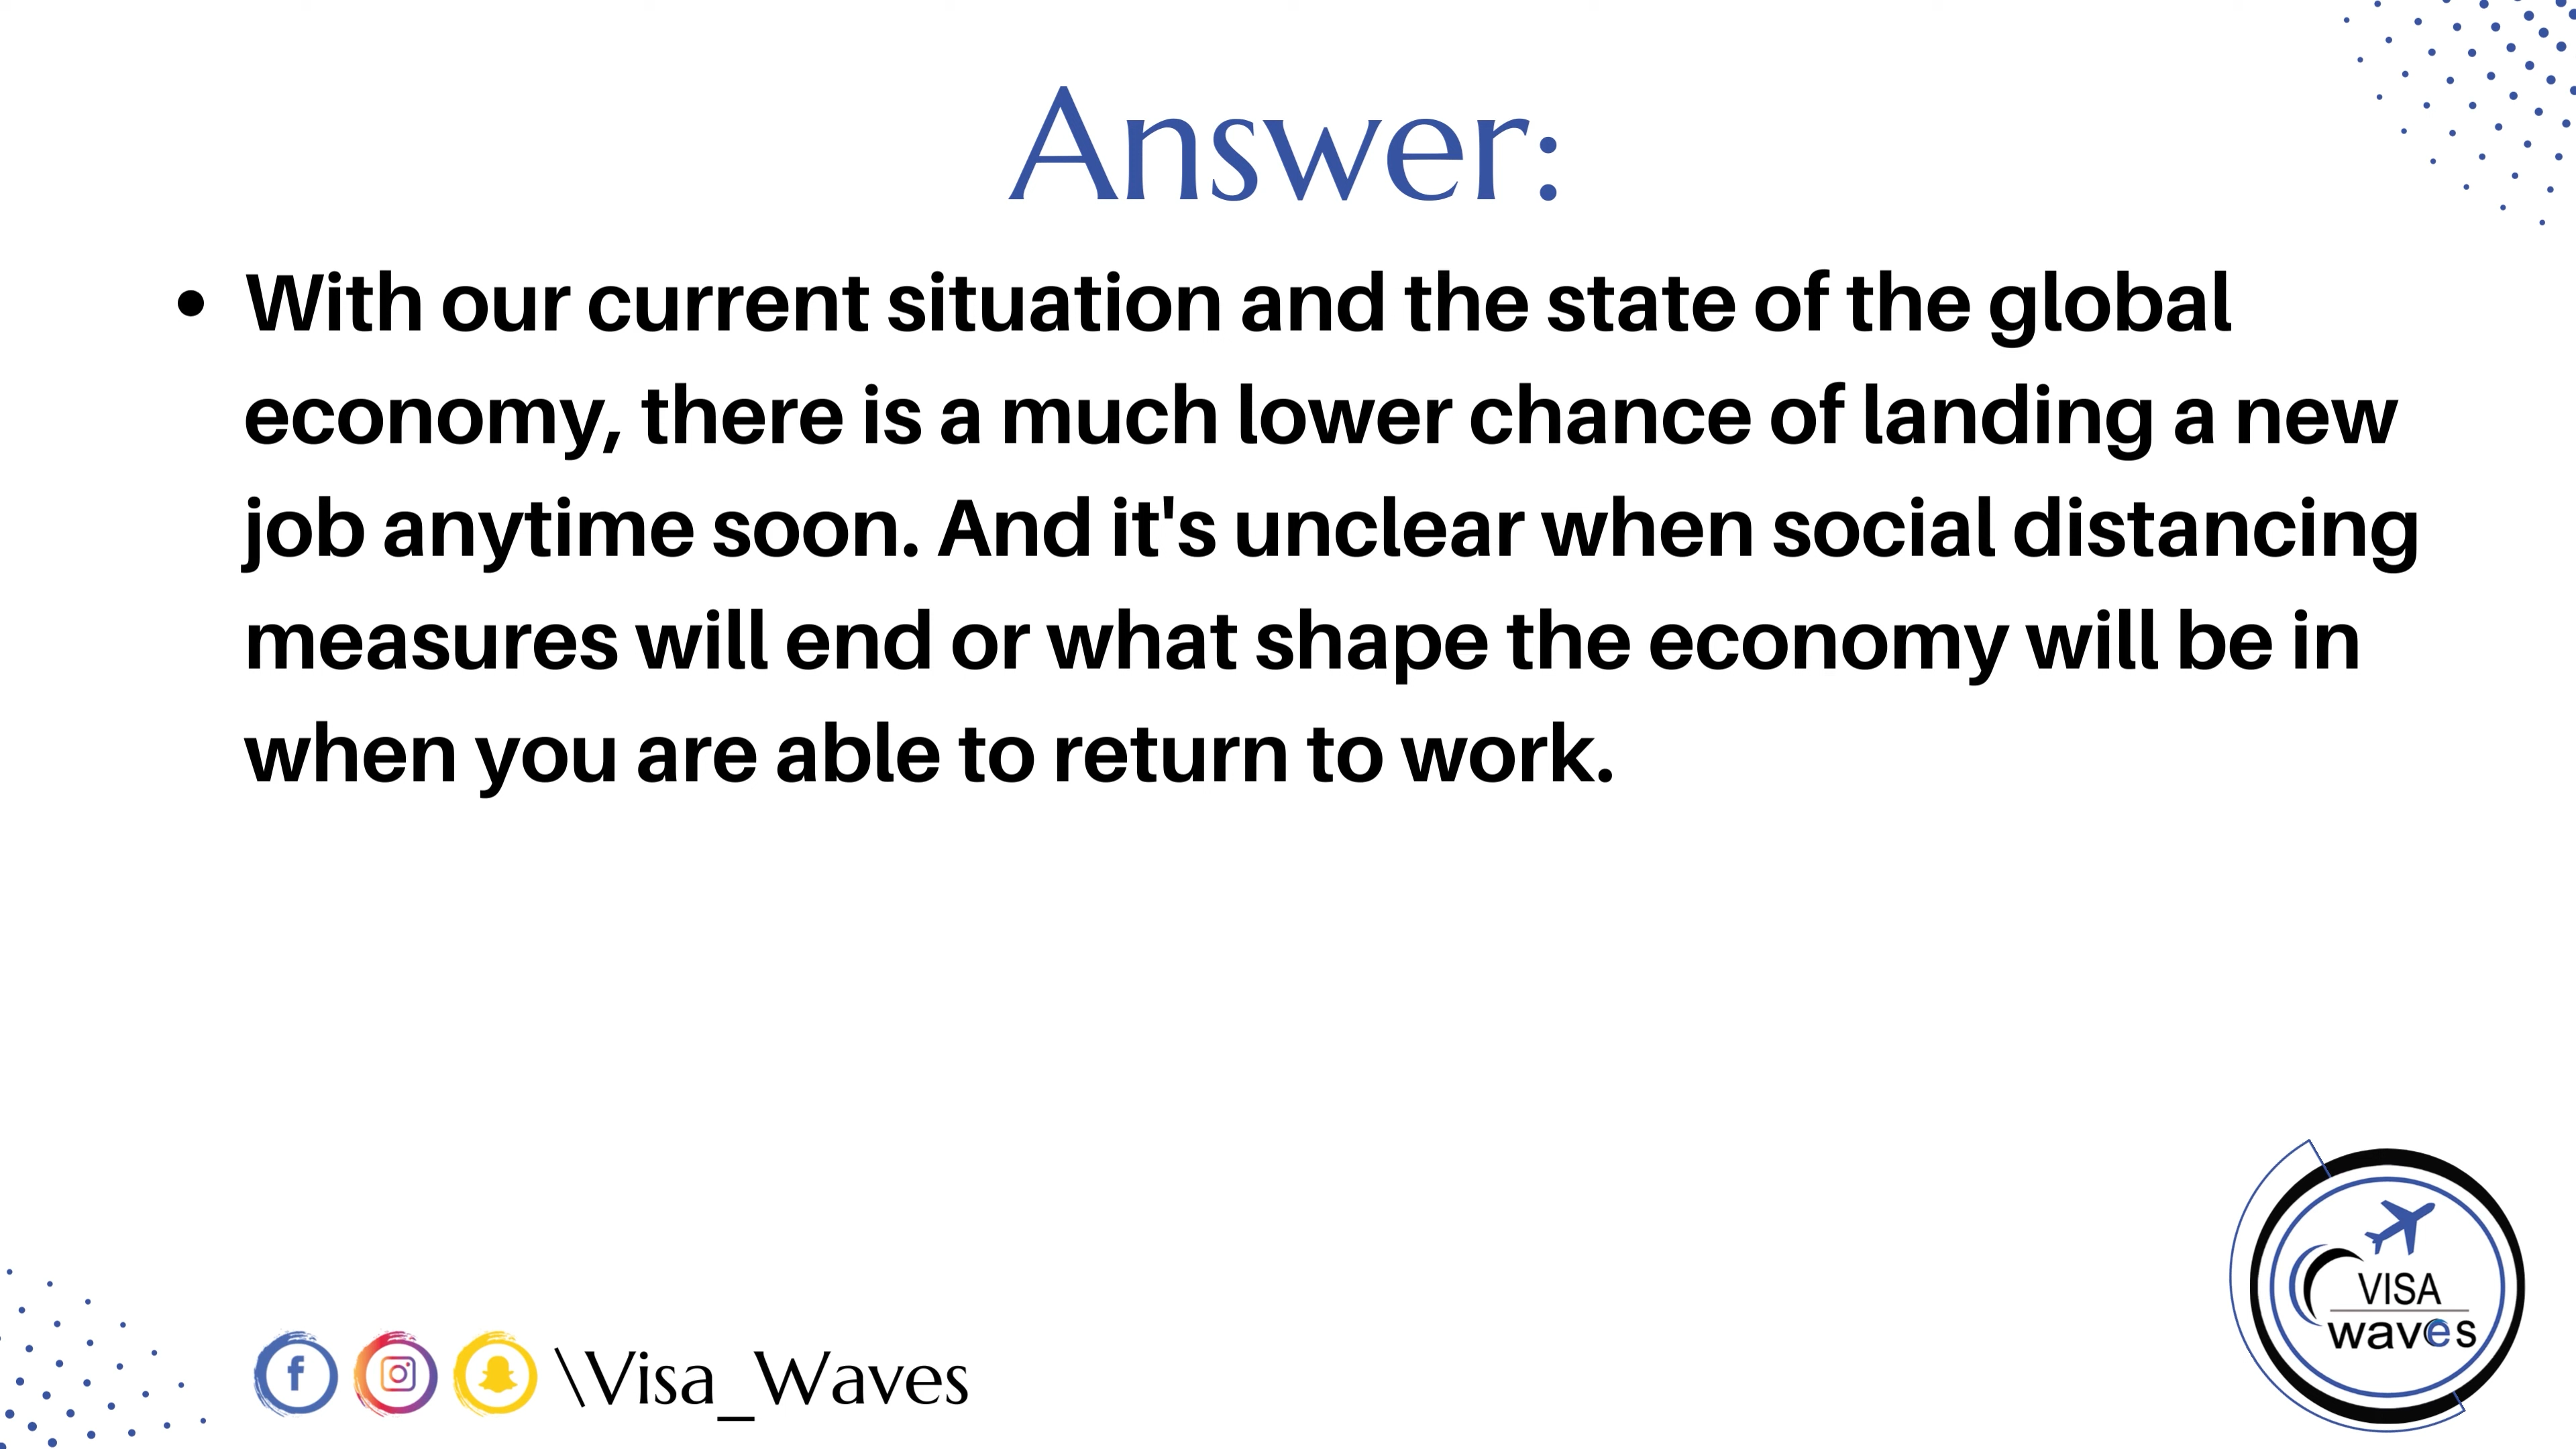 Answer:
• With our current situation and the state of the global
economy, there is a much lower chance of landing a new
job anytime soon. And it's unclear when social distancing
measures will end or what shape the economy will be in
when you are able to return to work.
\Visa_Waves
VISA
waves